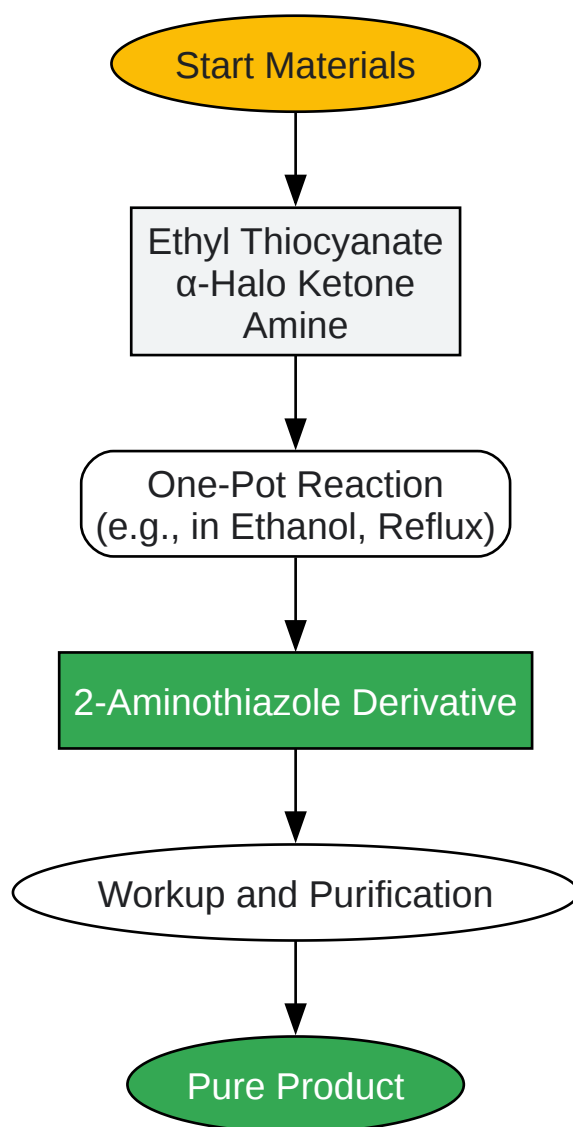 Start Materials
Ethyl Thiocyanate
α-Halo Ketone
Amine
One-Pot Reaction
(e.g., in Ethanol, Reflux)
2-Aminothiazole Derivative
Workup and Purification
Pure Product